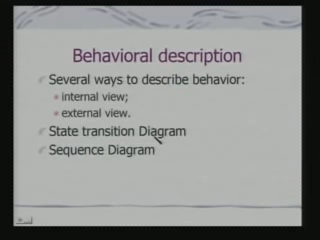 Behavioral description
Several ways to describe behavior:
internal view;
external view.
State transition Diagram
Sequence Diagram